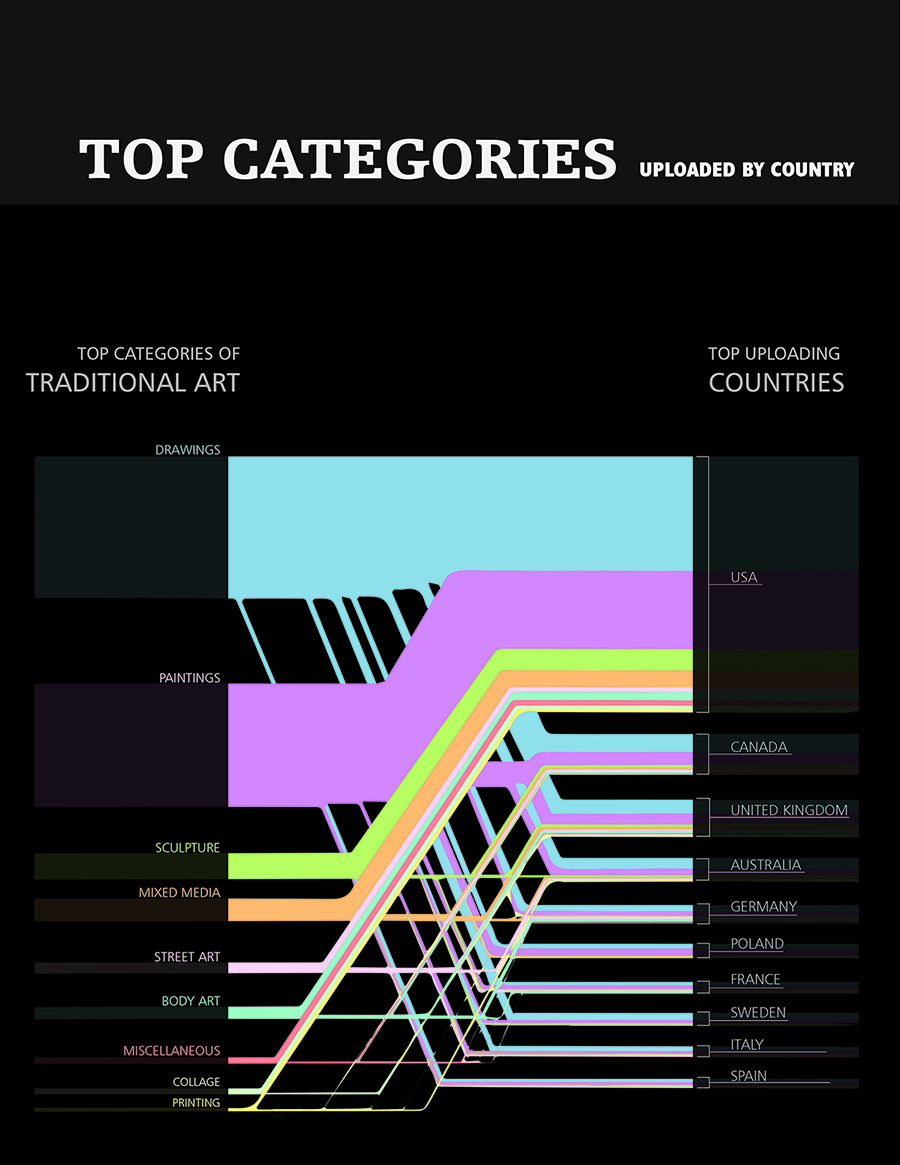 TOP CATEGORIES UPLOADED BY COUNTRY
TOP CATEGORIES OF
TRADITIONAL ART
TOP UPLOADING
COUNTRIES
DRAWINGS
PAINTINGS
SCULPTURE
MIXED MEDIA
STREET ART
BODY ART
MISCELLANEOUS
COLLAGE
PRINTING
USA
CANADA
UNITED KINGDOM
AUSTRALIA
GERMANY
POLAND
FRANCE
SWEDEN
ITALY
SPAIN